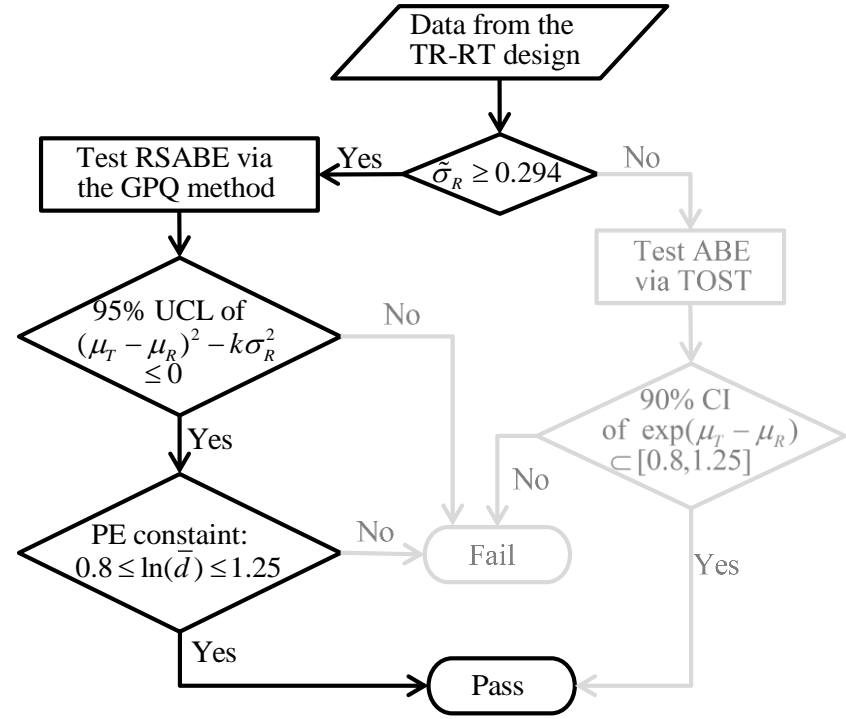 Data from the
TR-RT design
σ̃_R ≥ 0.294
Yes
No
Test RSABE via
the GPQ method
Test ABE
via TOST
95% UCL of
(μ_T − μ_R)² − kσ_R²
≤ 0
No
Yes
90% CI
of exp(μ_T − μ_R)
⊂ [0.8,1.25]
No
Yes
PE constaint:
0.8 ≤ ln(d̅) ≤ 1.25
No
Fail
Yes
Pass